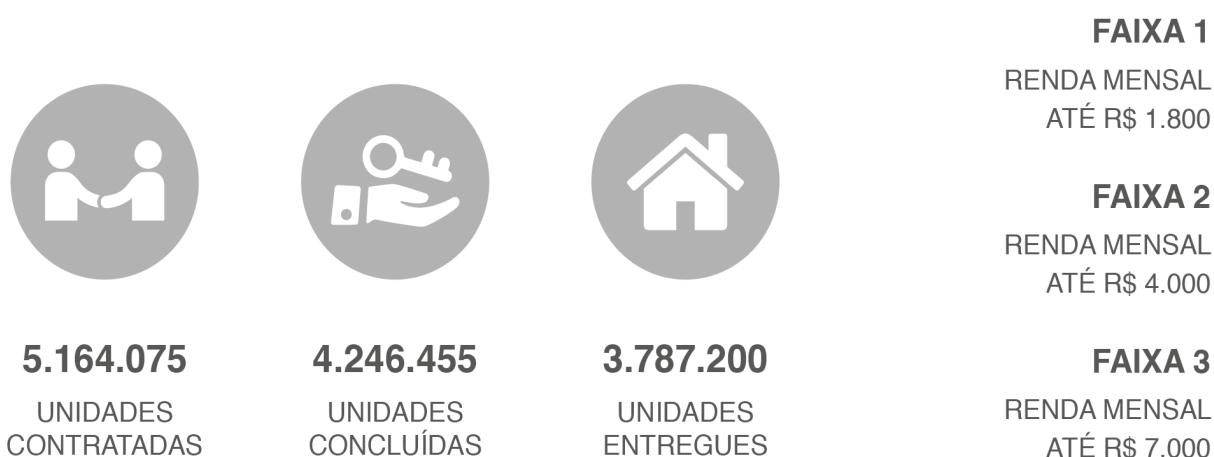 5.164.075
UNIDADES
CONTRATADAS
4.246.455
UNIDADES
CONCLUÍDAS
3.787.200
UNIDADES
ENTREGUES
FAIXA 1
RENDA MENSAL
ATÉ R$ 1.800
FAIXA 2
RENDA MENSAL
ATÉ R$ 4.000
FAIXA 3
RENDA MENSAL
ATÉ R$ 7.000